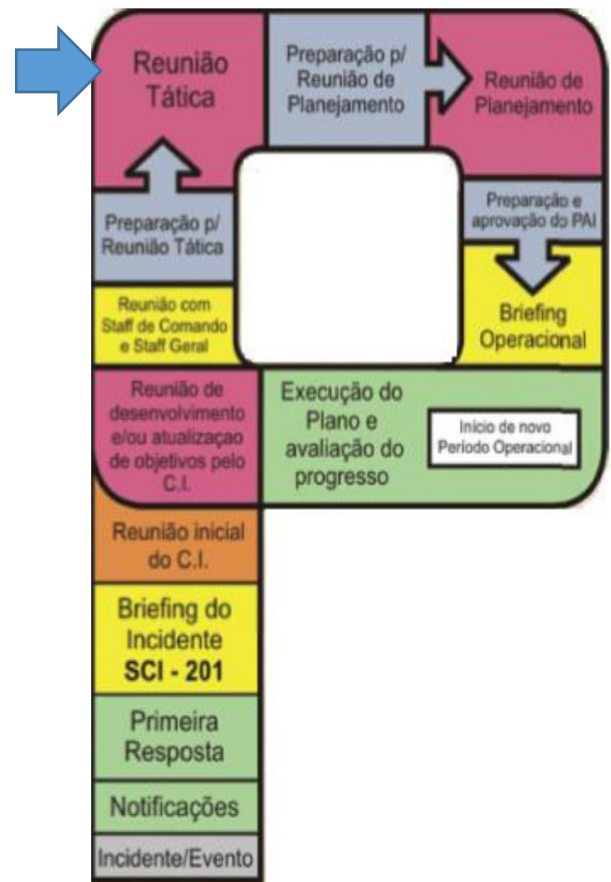 Reunião
Tática
Preparação p/
Reunião de
Planejamento
Reunião de
Planejamento
Preparação p/
Reunião Tática
Preparação e
aprovação do PAI
Reunião com
Staff de Comando
e Staff Geral
Briefing
Operacional
Reunião de
desenvolvimento
e/ou atualizaçao
de objetivos pelo
C.I.
Execução do
Plano e
avaliação do
progresso
Início de novo
Período Operacional
Reunião inicial
do C.I.
Briefing do
Incidente
SCI - 201
Primeira
Resposta
Notificações
Incidente/Evento